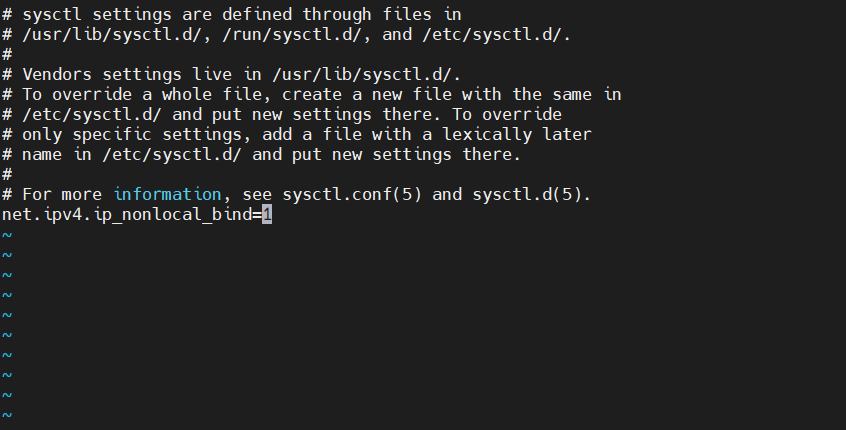 # sysctl settings are defined through files in
# /usr/lib/sysctl.d/, /run/sysctl.d/, and /etc/sysctl.d/.
#
# Vendors settings live in /usr/lib/sysctl.d/.
# To override a whole file, create a new file with the same in
# /etc/sysctl.d/ and put new settings there. To override
# only specific settings, add a file with a lexically later
# name in /etc/sysctl.d/ and put new settings there.
#
# For more information, see sysctl.conf(5) and sysctl.d(5).
net.ipv4.ip_nonlocal_bind=1
~
~
~
~
~
~
~
~
~
~